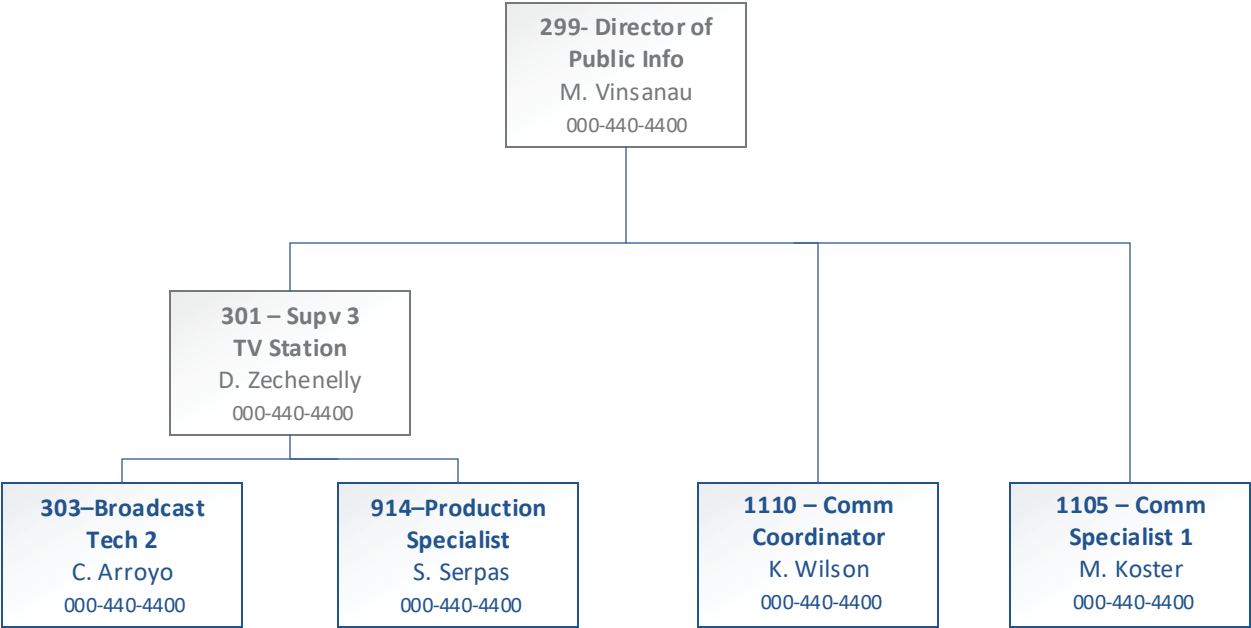 299- Director of
Public Info
M. Vinsanau
000-440-4400
301 – Supv 3
TV Station
D. Zechenelly
000-440-4400
303–Broadcast
Tech 2
C. Arroyo
000-440-4400
914–Production
Specialist
S. Serpas
000-440-4400
1110 – Comm
Coordinator
K. Wilson
000-440-4400
1105 – Comm
Specialist 1
M. Koster
000-440-4400